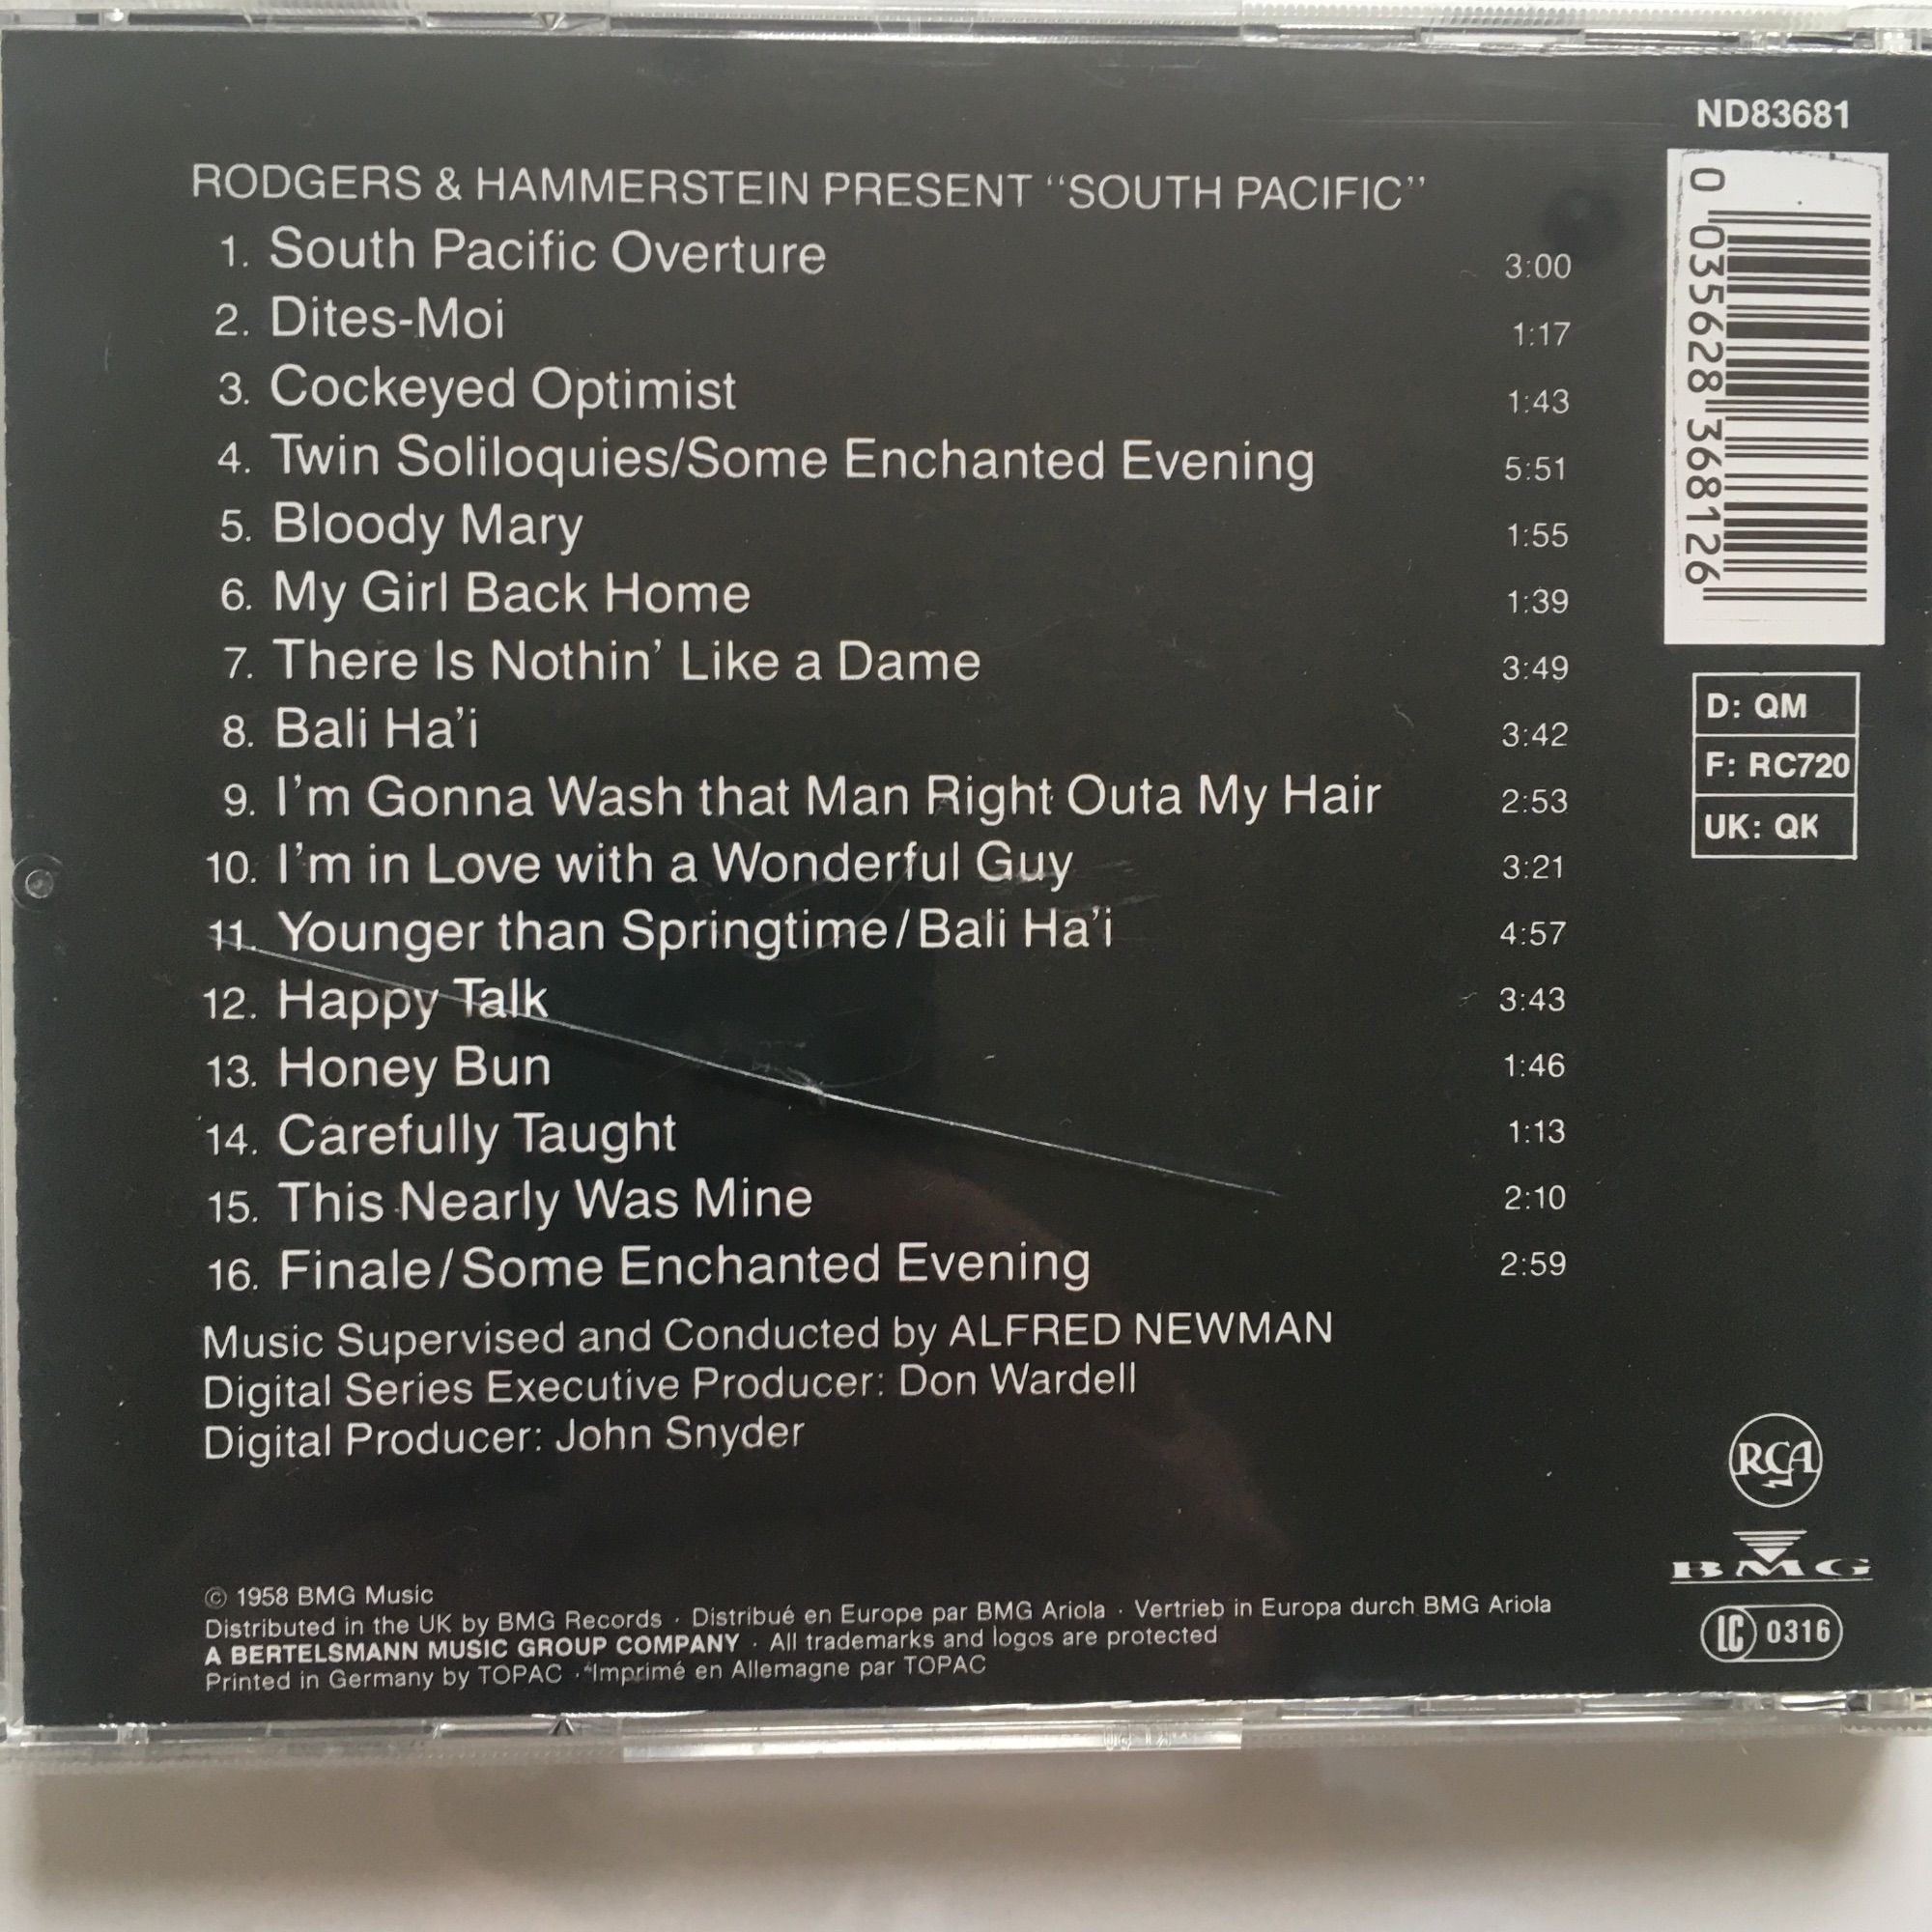 ND83681
RODGERS & HAMMERSTEIN PRESENT “SOUTH PACIFIC”
1. South Pacific Overture 3:00
2. Dites-Moi 1:17
3. Cockeyed Optimist 1:43
4. Twin Soliloquies/Some Enchanted Evening 5:51
5. Bloody Mary 1:55
6. My Girl Back Home 1:39
7. There Is Nothin’ Like a Dame 3:49
8. Bali Ha’i 3:42
9. I’m Gonna Wash that Man Right Outa My Hair 2:53
10. I’m in Love with a Wonderful Guy 3:21
11. Younger than Springtime/Bali Ha’i 4:57
12. Happy Talk 3:43
13. Honey Bun 1:46
14. Carefully Taught 1:13
15. This Nearly Was Mine 2:10
16. Finale/Some Enchanted Evening 2:59
Music Supervised and Conducted by ALFRED NEWMAN
Digital Series Executive Producer: Don Wardell
Digital Producer: John Snyder
© 1958 BMG Music
Distributed in the UK by BMG Records · Distribué en Europe par BMG Ariola · Vertrieb in Europa durch BMG Ariola
A BERTELSMANN MUSIC GROUP COMPANY · All trademarks and logos are protected
Printed in Germany by TOPAC · Imprimé en Allemagne par TOPAC
0 035628 368126
D: QM
F: RC720
UK: QK
RCA
BMG
LC 0316